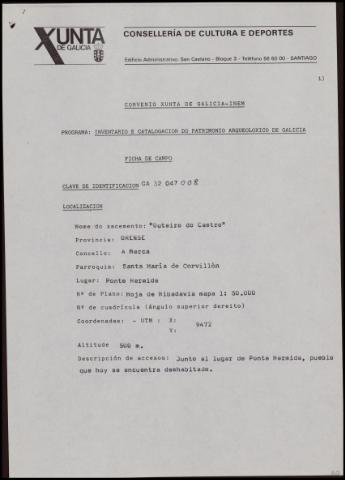 XUNTA
DE GALICIA
CONSELLERÍA DE CULTURA E DEPORTES
Edificio Administrativo: San Caetano - Bloque 3 - Teléfono 56 60 00 - SANTIAGO
1)
CONVENIO XUNTA DE GALICIA-INEM
PROGRAMA: INVENTARIO E CATALOGACION DO PATRIMONIO ARQUEOLOXICO DE GALICIA
FICHA DE CAMPO
CLAVE DE IDENTIFICACION GA 32 047 008
LOCALIZACION
Nome do xacemento: "Outeiro do Castro"
Provincia: ORENSE
Concello: A Merca
Parroquia: Santa María de Corvillón
Lugar: Ponte Hermida
Nº de Plano: Hoja de Ribadavia mapa 1: 50.000
Nº de cuadrícula (ángulo superior dereito)
Coordenadas: - UTM : X:
Y: 9472
Altitude 500 m.
Descripción de accesos: Junto al lugar de Ponte Hermida, pueblo
que hoy se encuentra deshabitado.